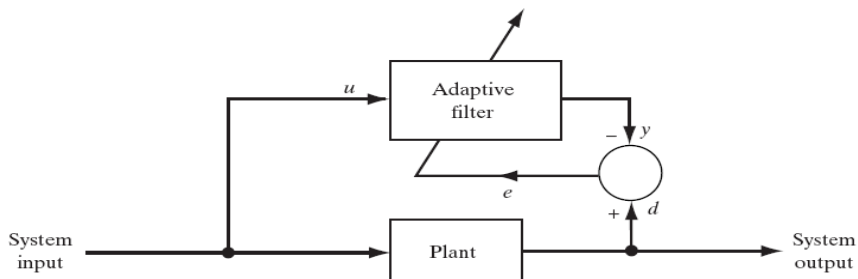 u
Adaptive
filter
− y
e
+ d
System
input
Plant
System
output